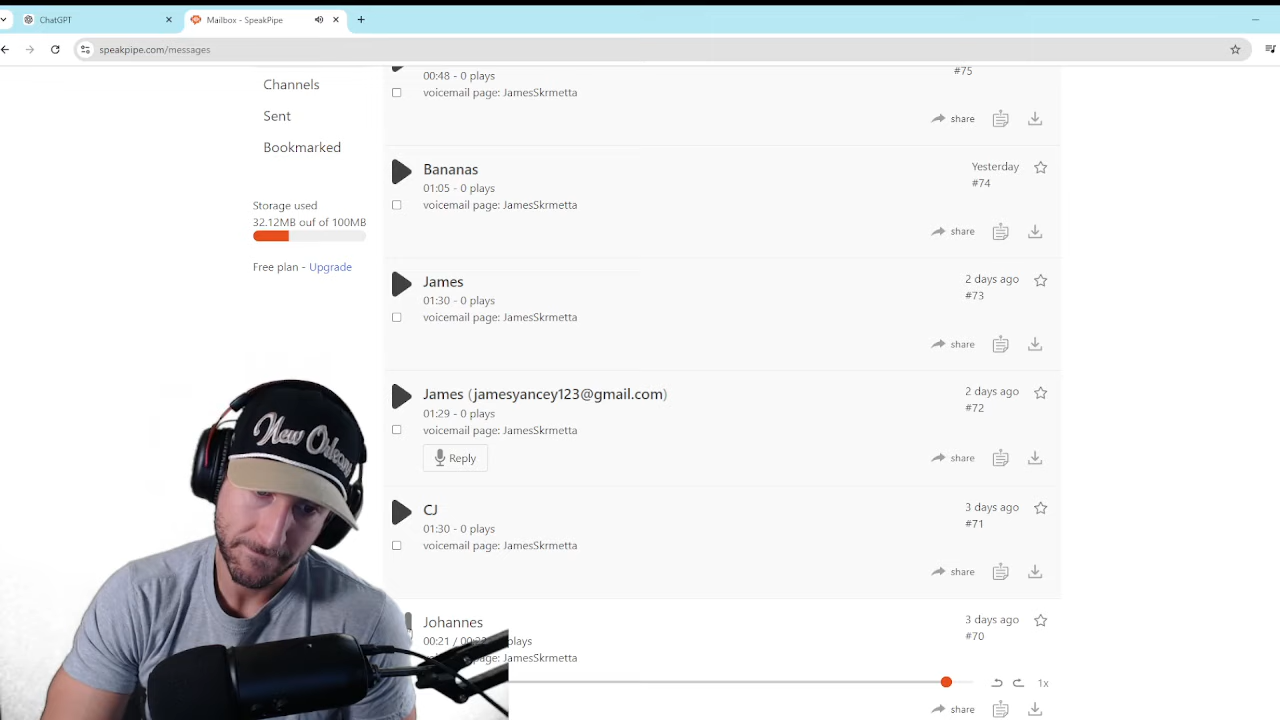 ChatGPT
Mailbox - SpeakPipe
speakpipe.com/messages
Channels
Sent
Bookmarked
Storage used
32.12MB ouf of 100MB
Free plan - Upgrade
00:48 - 0 plays
#75
voicemail page: JamesSkrmetta
share
Bananas
Yesterday
01:05 - 0 plays
#74
voicemail page: JamesSkrmetta
share
James
2 days ago
01:30 - 0 plays
#73
voicemail page: JamesSkrmetta
share
James (jamesyancey123@gmail.com)
2 days ago
01:29 - 0 plays
#72
voicemail page: JamesSkrmetta
Reply
share
CJ
3 days ago
01:30 - 0 plays
#71
voicemail page: JamesSkrmetta
share
Johannes
3 days ago
00:21 / plays
#70
page: JamesSkrmetta
1x
share
New Orleans